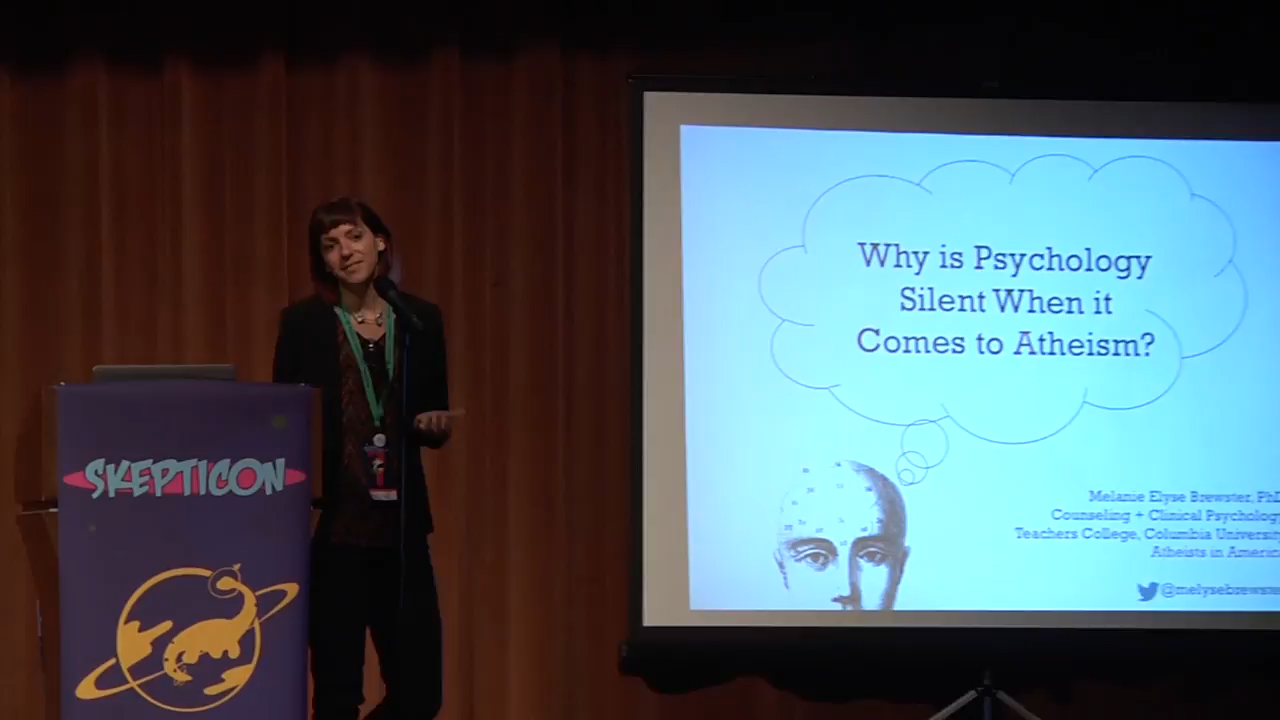 SKEPTICON
Why is Psychology
Silent When it
Comes to Atheism?
Melanie Elyse Brewster, PhD
Counseling + Clinical Psychology
Teachers College, Columbia University
Atheists in America
@melysebrewster